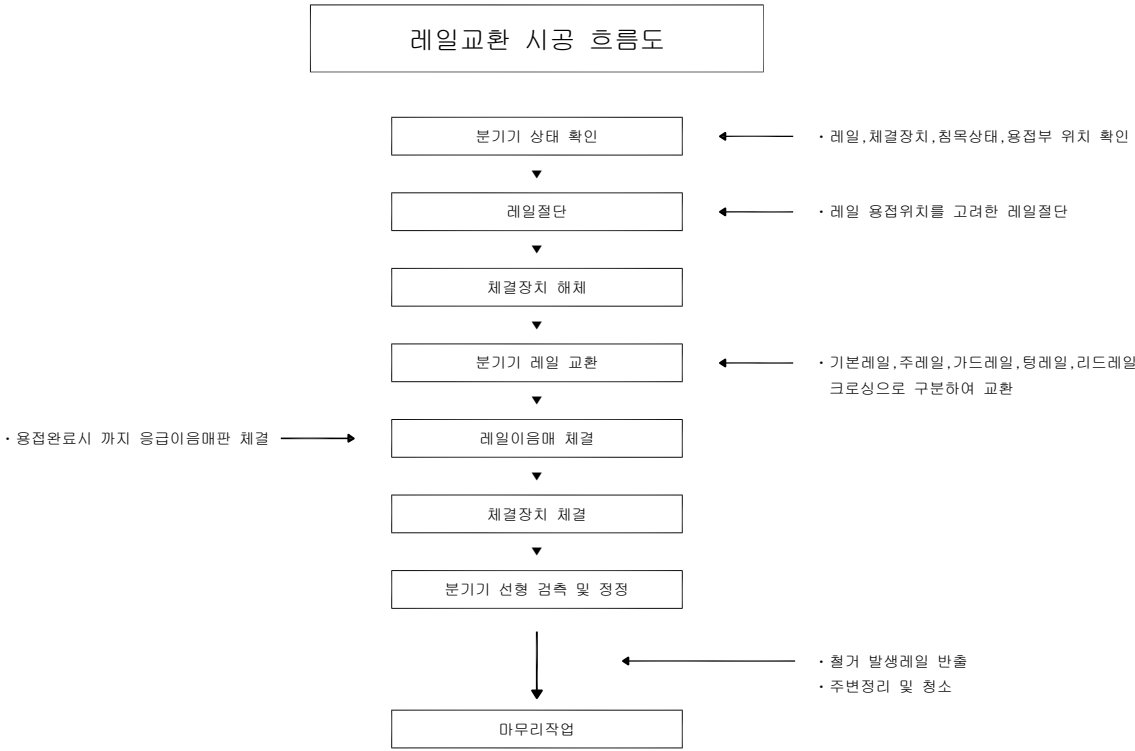 레일교환 시공 흐름도
분기기 상태 확인
· 레일,체결장치,침목상태,용접부 위치 확인
레일절단
· 레일 용접위치를 고려한 레일절단
체결장치 해체
분기기 레일 교환
· 기본레일,주레일,가드레일,텅레일,리드레일
크로싱으로 구분하여 교환
· 용접완료시 까지 응급이음매판 체결
레일이음매 체결
체결장치 체결
분기기 선형 검측 및 정정
· 철거 발생레일 반출
· 주변정리 및 청소
마무리작업